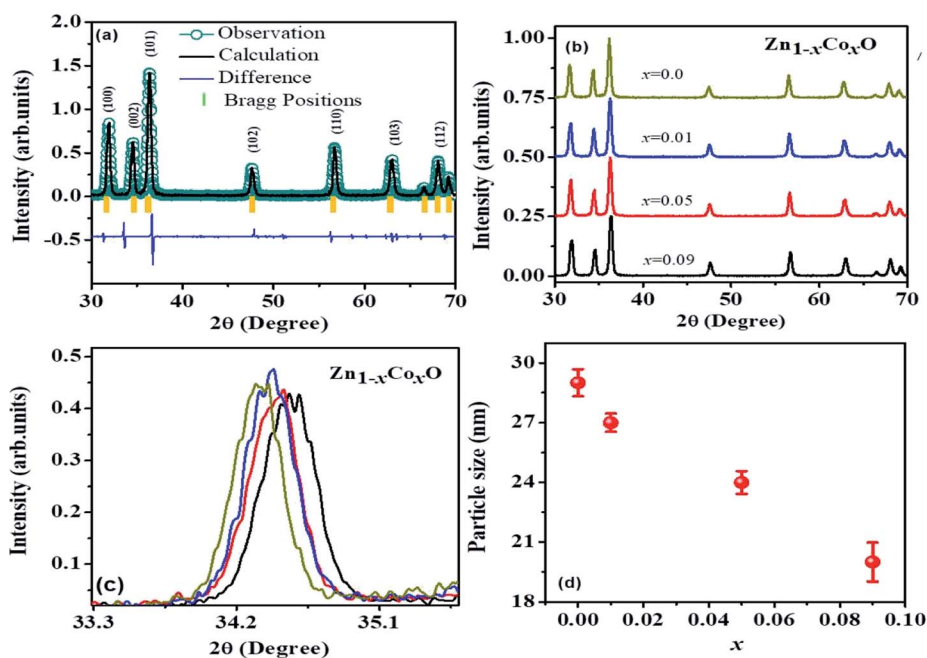 (a)
Observation
Calculation
Difference
Bragg Positions
(100)
(002)
(101)
(102)
(110)
(103)
(112)
2.0
1.5
1.0
0.5
0.0
-0.5
30 40 50 60 70
2θ (Degree)
Intensity (arb.units)
(b)
Zn1-xCoxO
x=0.0
x=0.01
x=0.05
x=0.09
1.00
0.75
0.50
0.25
0.00
30 40 50 60 70
2θ (Degree)
Intensity (arb.units)
/
(c)
Zn1-xCoxO
0.5
0.4
0.3
0.2
0.1
33.3 34.2 35.1
2θ (Degree)
Intensity (arb.units)
(d)
30
27
24
21
18
0.00 0.02 0.04 0.06 0.08 0.10
x
Particle size (nm)